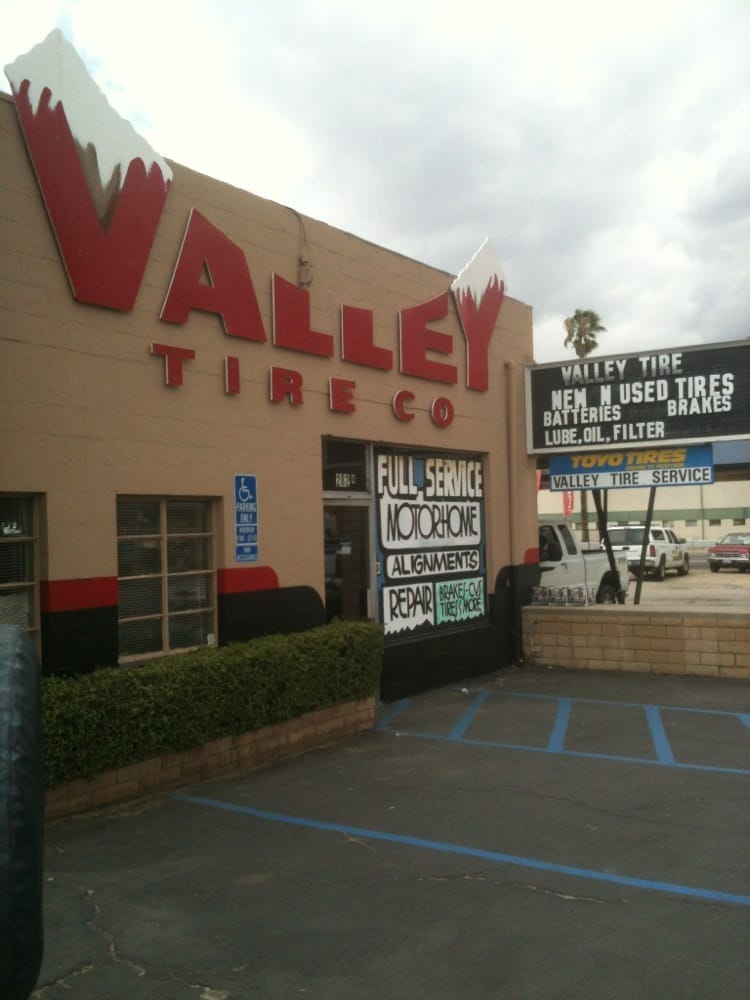 VALLEY
TIRE CO
VALLEY TIRE
NEW N USED TIRES
BATTERIES BRAKES
LUBE, OIL, FILTER
TOYO TIRES
VALLEY TIRE SERVICE
FULL-SERVICE
MOTORHOME
ALIGNMENTS
REPAIR
BRAKES-CVS
TIRES & MORE
PARKING
ONLY